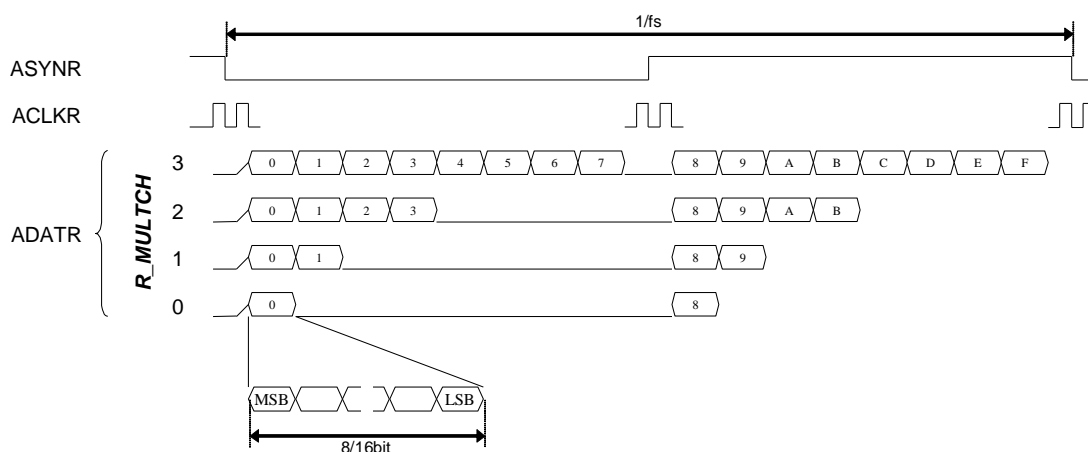 1/fs
ASYNR
ACLKR
ADATR
R_MULTCH
3 0 1 2 3 4 5 6 7 8 9 A B C D E F
2 0 1 2 3 8 9 A B
1 0 1 8 9
0 0 8
MSB LSB
8/16bit